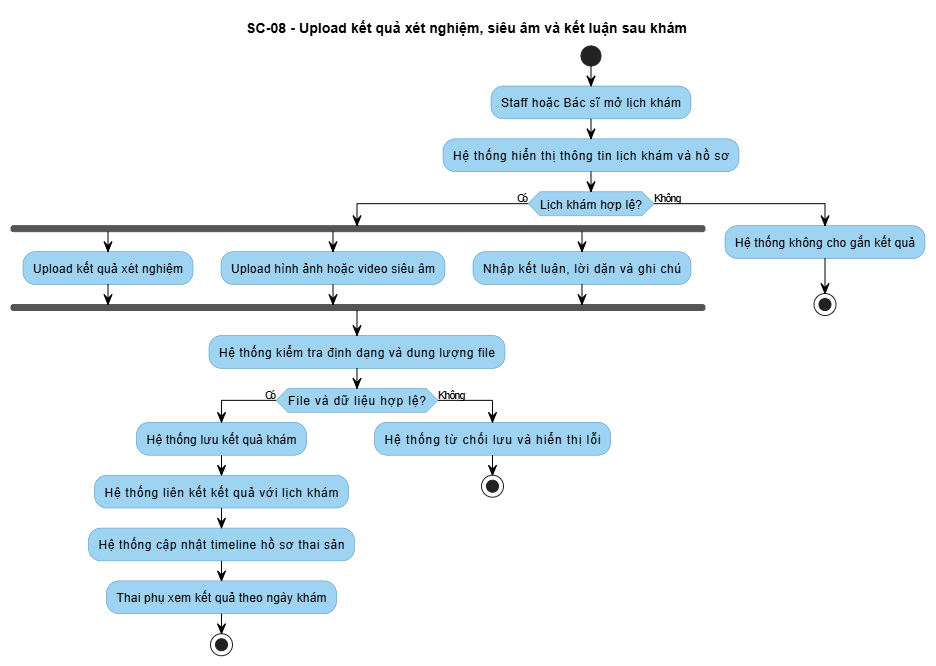 SC-08 - Upload kết quả xét nghiệm, siêu âm và kết luận sau khám
Staff hoặc Bác sĩ mở lịch khám
Hệ thống hiển thị thông tin lịch khám và hồ sơ
Có
Lịch khám hợp lệ?
Không
Hệ thống không cho gắn kết quả
Upload kết quả xét nghiệm
Upload hình ảnh hoặc video siêu âm
Nhập kết luận, lời dặn và ghi chú
Hệ thống kiểm tra định dạng và dung lượng file
Có
File và dữ liệu hợp lệ?
Không
Hệ thống lưu kết quả khám
Hệ thống từ chối lưu và hiển thị lỗi
Hệ thống liên kết kết quả với lịch khám
Hệ thống cập nhật timeline hồ sơ thai sản
Thai phụ xem kết quả theo ngày khám